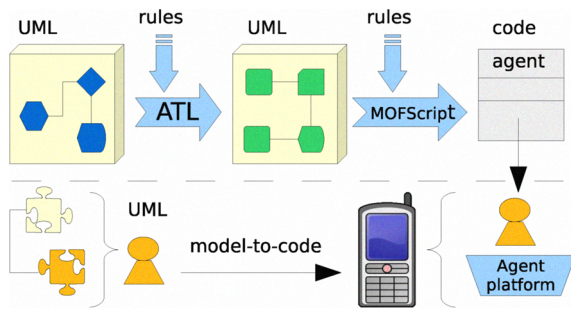 UML
rules
UML
rules
code
ATL
MOFScript
agent
UML
model-to-code
Agent
platform